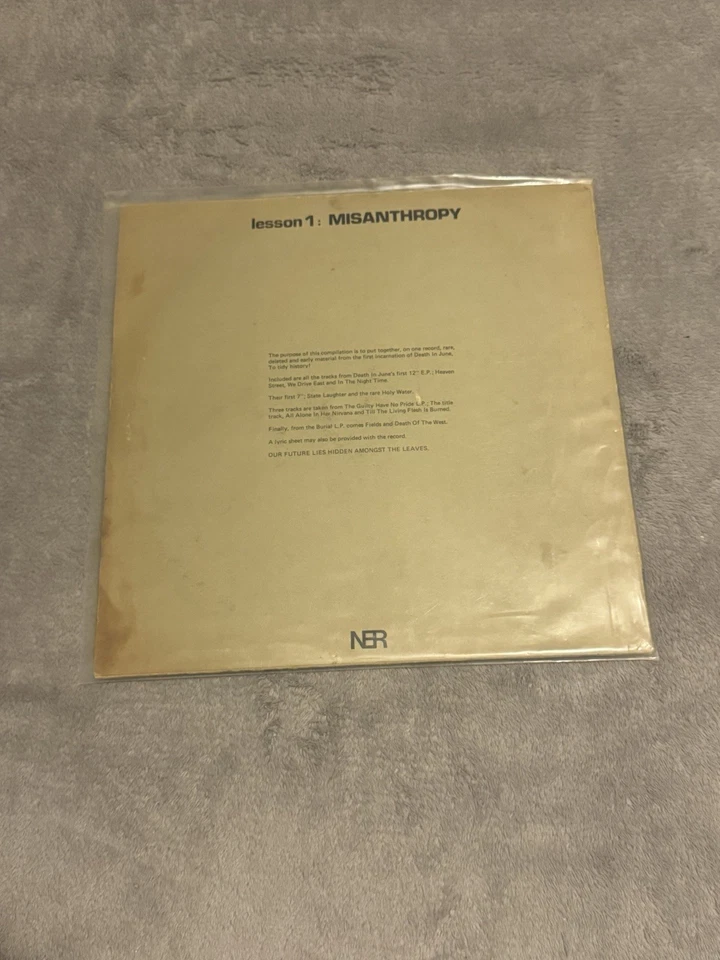 lesson 1: MISANTHROPY
The purpose of this compilation is to put together, on one record, rare,
deleted and early material from the first incarnation of Death In June.
To tidy history!
Included are all the tracks from Death In June's first 12" E.P.; Heaven
Street, We Drive East and In The Night Time.
Their first 7"; State Laughter and the rare Holy Water.
Three tracks are taken from The Guilty Have No Pride L.P.; The title
track, All Alone In Her Nirvana and Till The Living Flesh Is Burned.
Finally, from the Burial L.P. comes Fields and Death Of The West.
A lyric sheet may also be provided with the record.
OUR FUTURE LIES HIDDEN AMONGST THE LEAVES.
NER